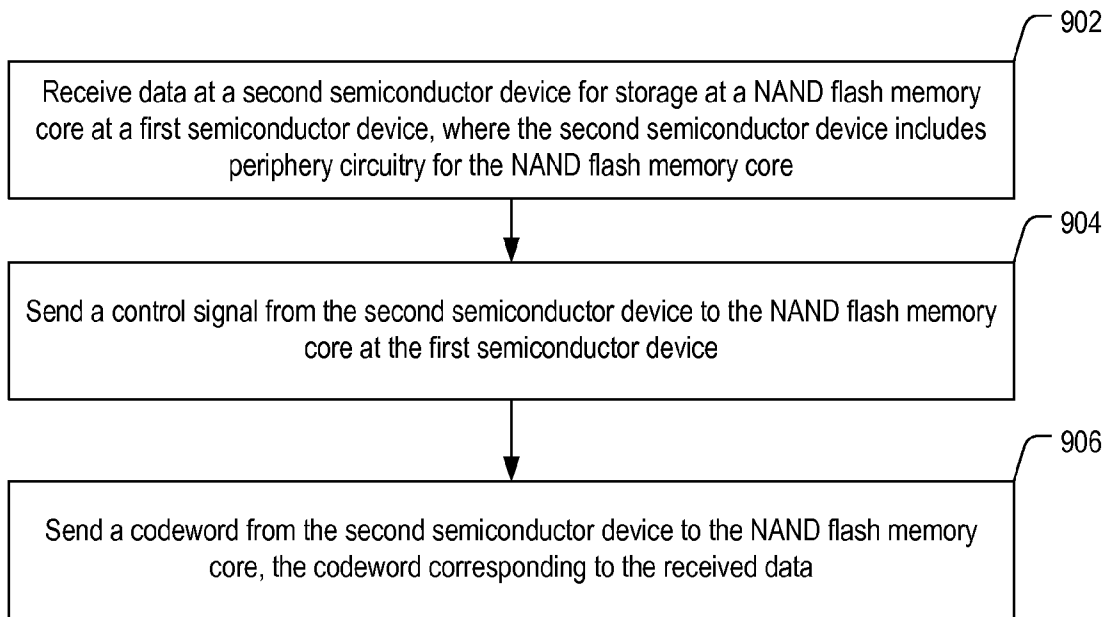 902
Receive data at a second semiconductor device for storage at a NAND flash memory
core at a first semiconductor device, where the second semiconductor device includes
periphery circuitry for the NAND flash memory core
904
Send a control signal from the second semiconductor device to the NAND flash memory
core at the first semiconductor device
906
Send a codeword from the second semiconductor device to the NAND flash memory
core, the codeword corresponding to the received data